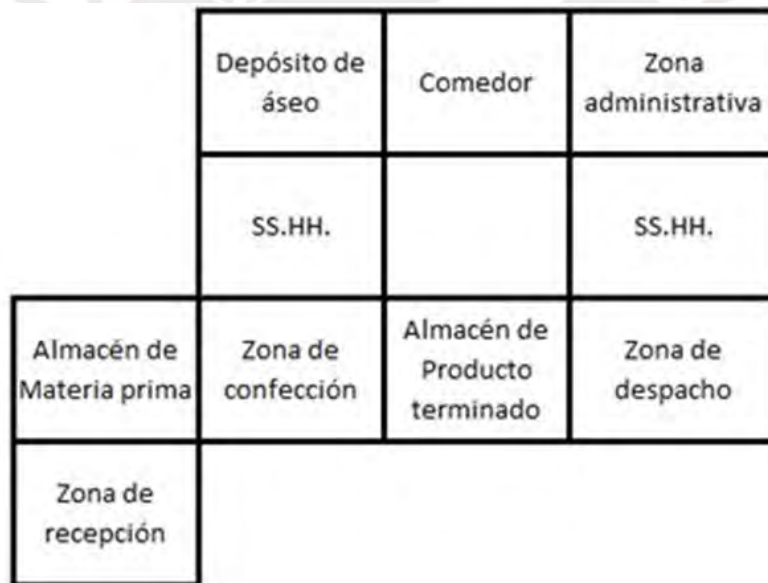 Depósito de
áseo
Comedor
Zona
administrativa
SS.HH.
SS.HH.
Almacén de
Materia prima
Zona de
confección
Almacén de
Producto
terminado
Zona de
despacho
Zona de
recepción